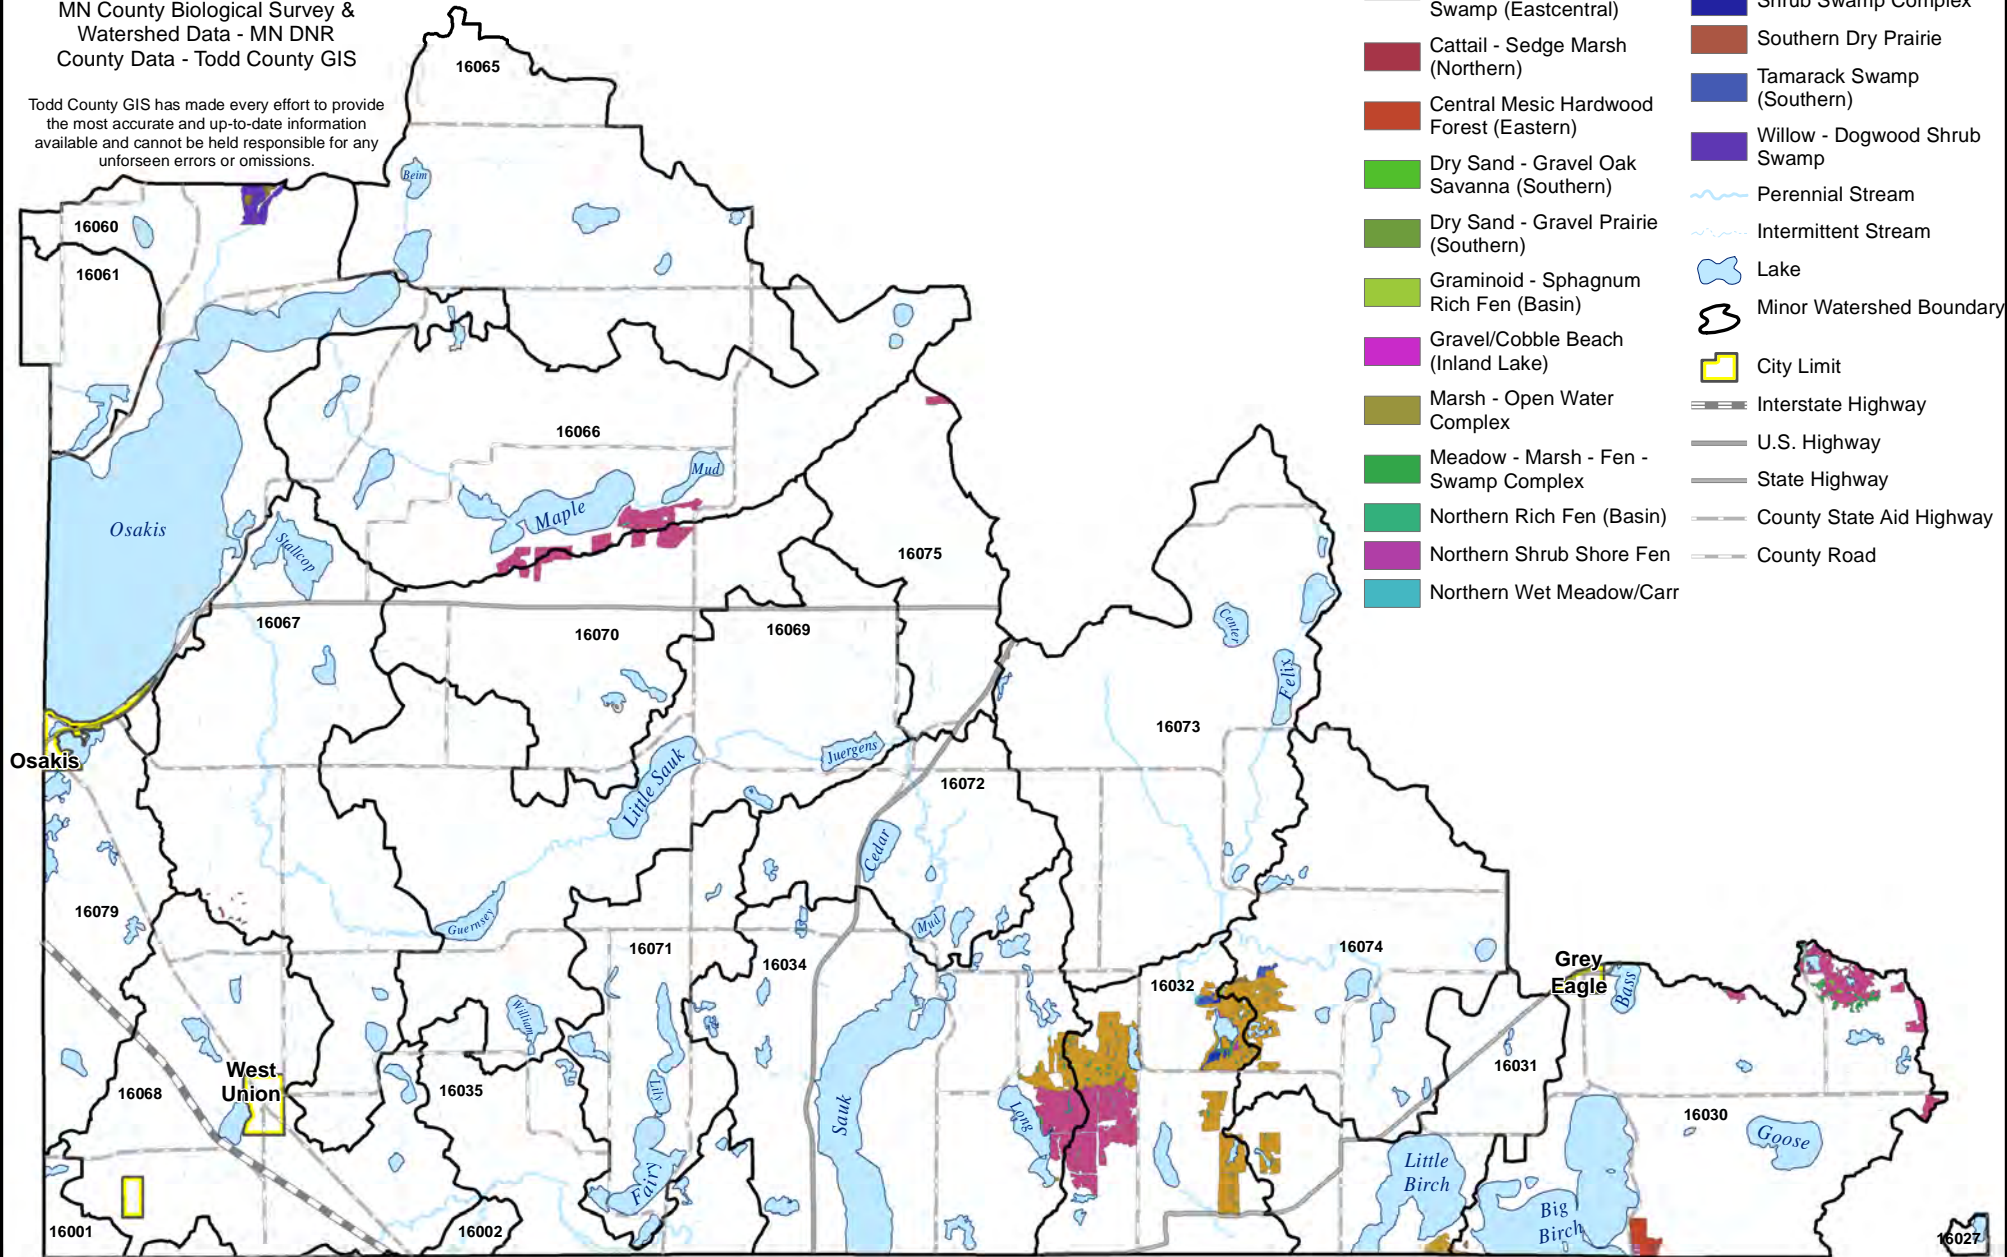 MN County Biological Survey &
Watershed Data - MN DNR
County Data - Todd County GIS
Todd County GIS has made every effort to provide
the most accurate and up-to-date information
available and cannot be held responsible for any
unforseen errors or omissions.
Swamp (Eastcentral)
Cattail - Sedge Marsh
(Northern)
Central Mesic Hardwood
Forest (Eastern)
Dry Sand - Gravel Oak
Savanna (Southern)
Dry Sand - Gravel Prairie
(Southern)
Graminoid - Sphagnum
Rich Fen (Basin)
Gravel/Cobble Beach
(Inland Lake)
Marsh - Open Water
Complex
Meadow - Marsh - Fen -
Swamp Complex
Northern Rich Fen (Basin)
Northern Shrub Shore Fen
Northern Wet Meadow/Carr
Shrub Swamp Complex
Southern Dry Prairie
Tamarack Swamp
(Southern)
Willow - Dogwood Shrub
Swamp
Perennial Stream
Intermittent Stream
Lake
Minor Watershed Boundary
City Limit
Interstate Highway
U.S. Highway
State Highway
County State Aid Highway
County Road
16065
Beim
16060
16061
16066
Mud
Maple
Osakis
Stallcop
16075
16067
16070
16069
Center
Felix
16073
Osakis
Juergens
Little Sauk
16072
Cedar
16079
Guernsey
Mud
16071
16034
16074
16032
Grey
Eagle
Bass
William
West
Union
16068
16035
Lily
Sauk
Long
16031
16030
Goose
Little
Birch
Fairy
Big
Birch
16001
16002
16027